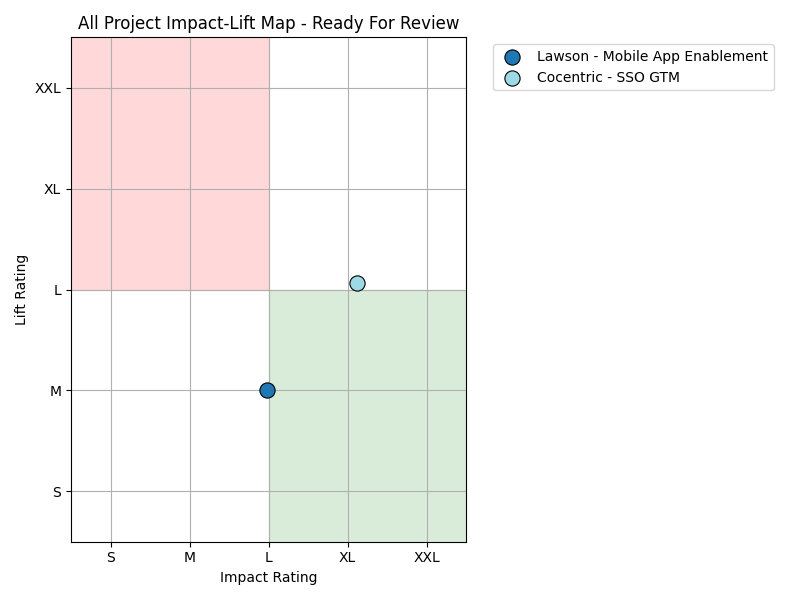 All Project Impact-Lift Map - Ready For Review
Lawson - Mobile App Enablement
Cocentric - SSO GTM
XXL
XL
L
M
S
Lift Rating
S
M
L
XL
XXL
Impact Rating